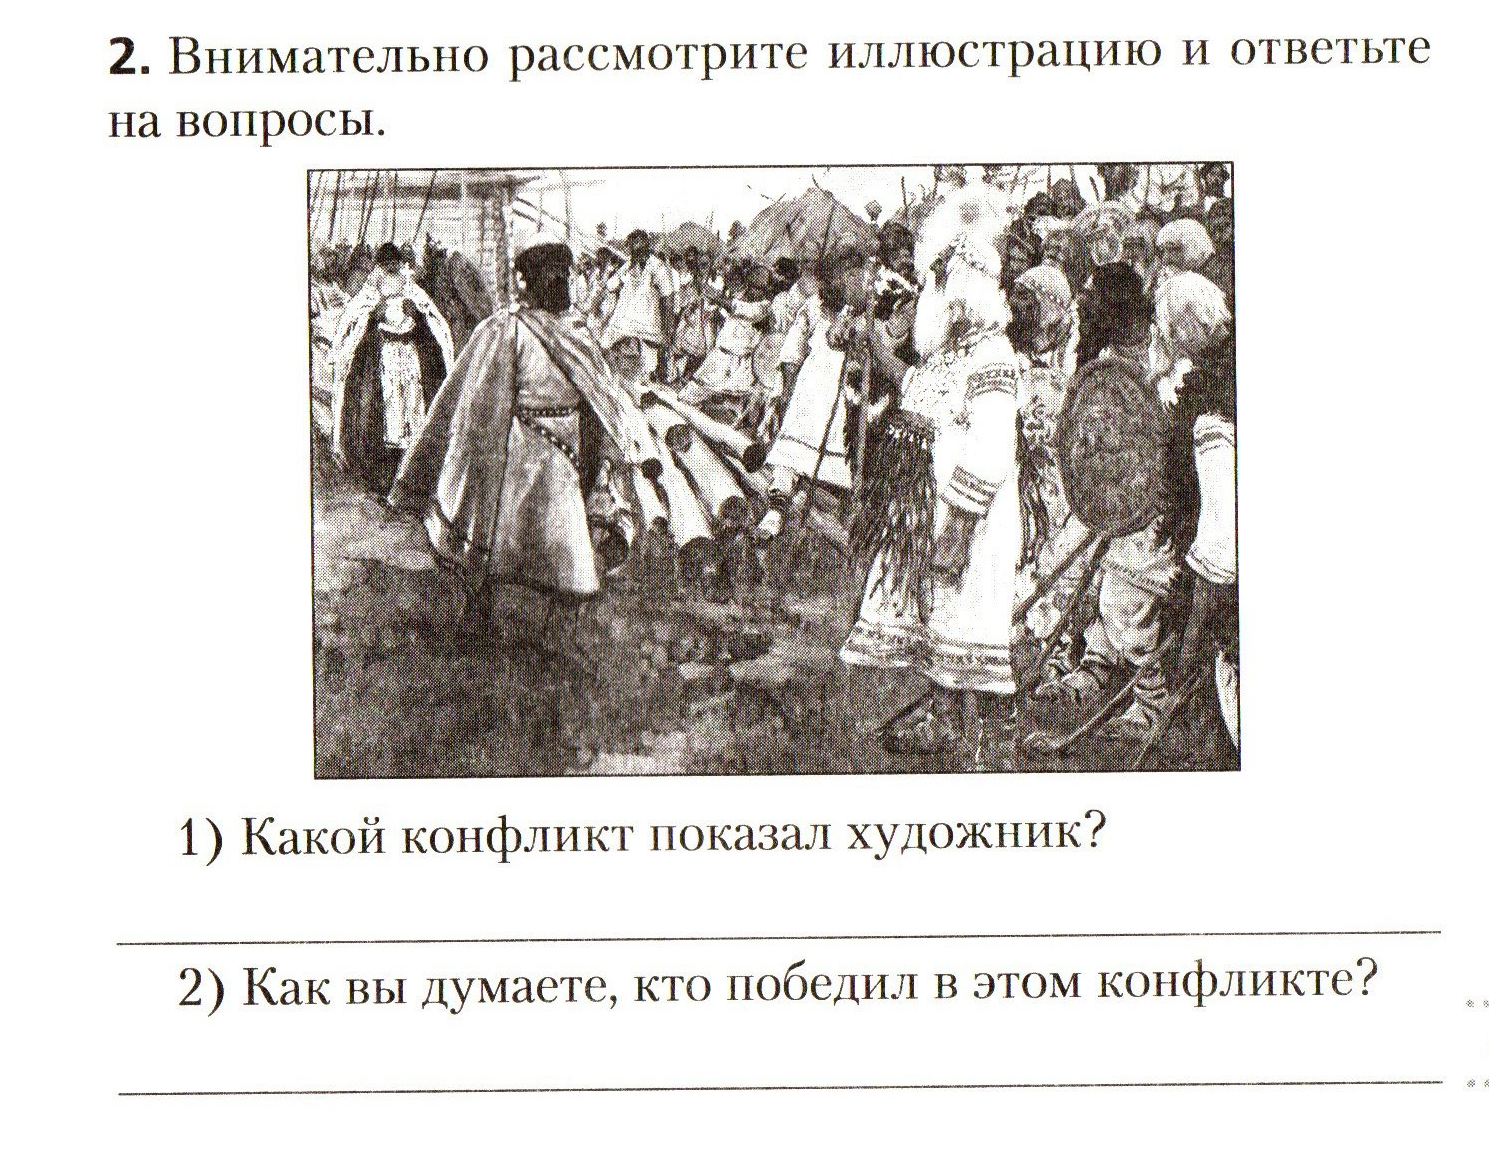 2. Внимательно рассмотрите иллюстрацию и ответьте
на вопросы.
1) Какой конфликт показал художник?
2) Как вы думаете, кто победил в этом конфликте?